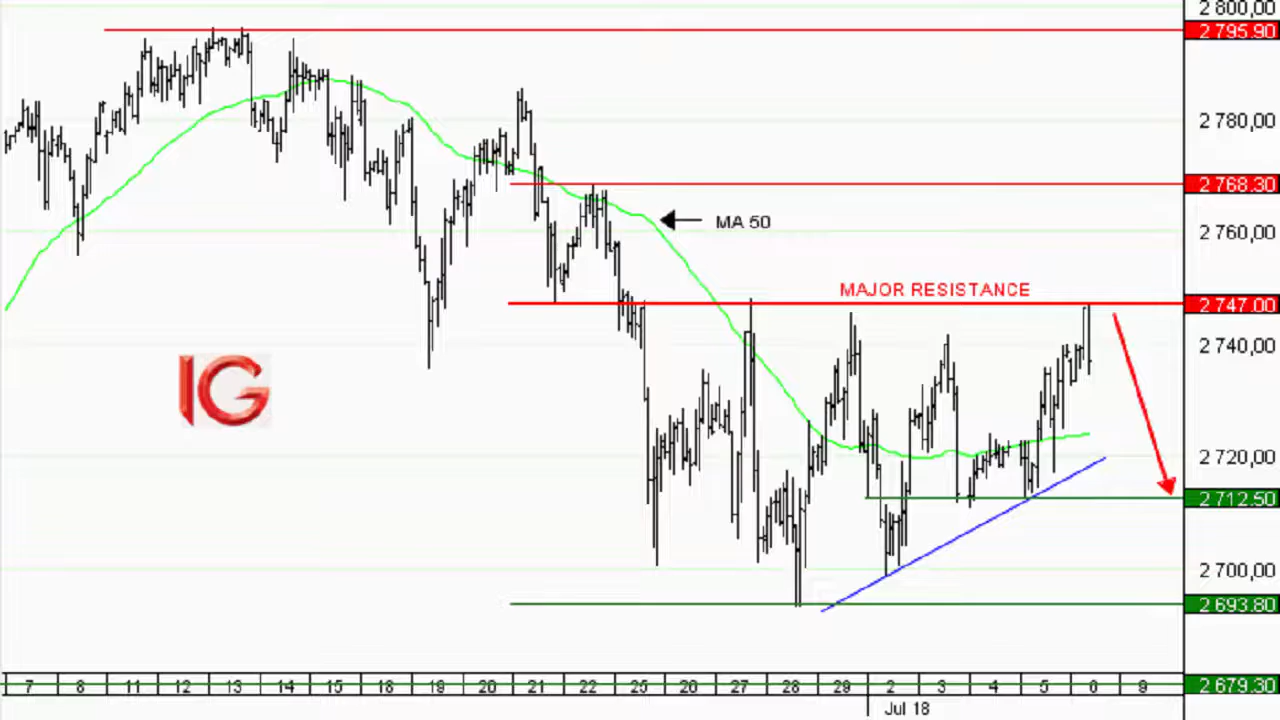 2 800,00
2 795.90
2 780,00
2 768.30
MA 50
2 760,00
MAJOR RESISTANCE
2 747.00
2 740,00
IG
2 720,00
2 712.50
2 700,00
2 693.80
7 8 11 12 13 14 15 18 19 20 21 22 25 26 27 28 29 2 3 4 5 6 9
2 679.30
Jul 18